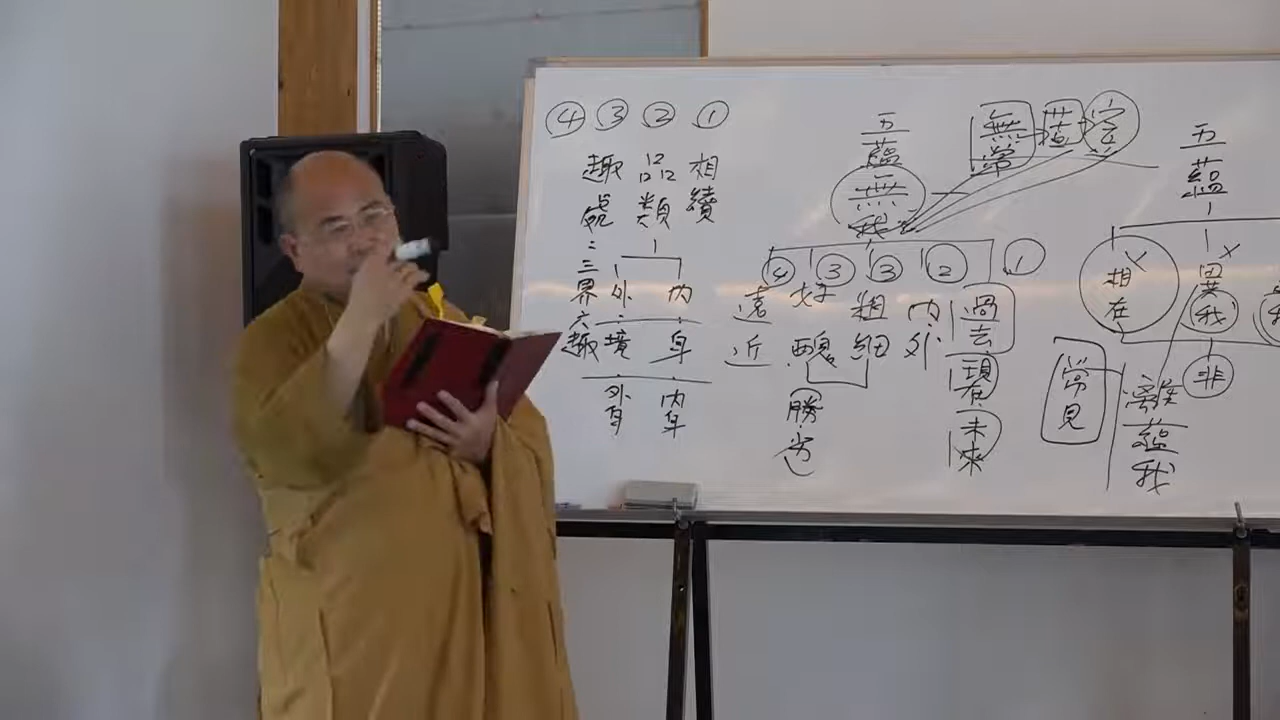 ① ② ③ ④
相續
品類
內 外
身 境
內身 外身
趣處
三界六趣
五蘊
無我
無常
苦
空
① ② ③ ③ ④
過去
現在
未來
內外
粗細
好醜
勝劣
遠近
五蘊
相在
異我
非
離蘊我
常見